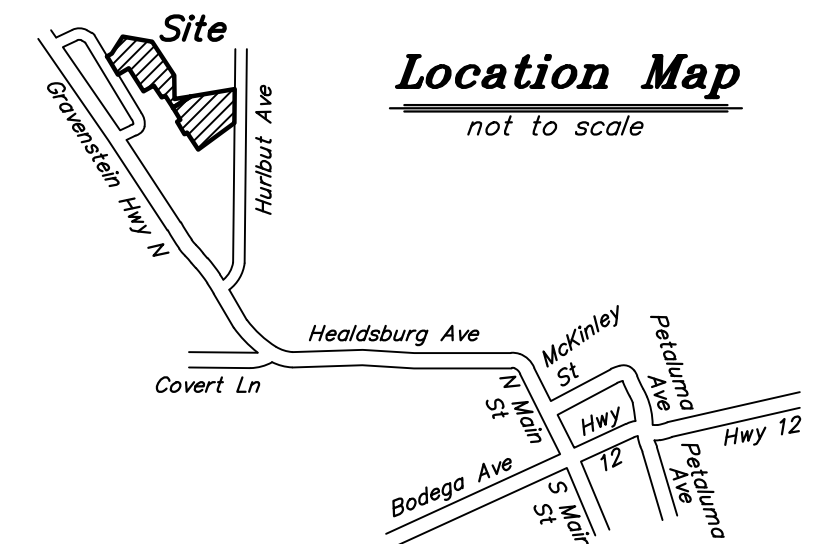 Site
Location Map
not to scale
Gravenstein Hwy N
Hurlbut Ave
Healdsburg Ave
Covert Ln
McKinley
St
Petaluma
Ave
N Main
St
Hwy
12
Hwy 12
Bodega Ave
S Main
St
Petaluma
Ave